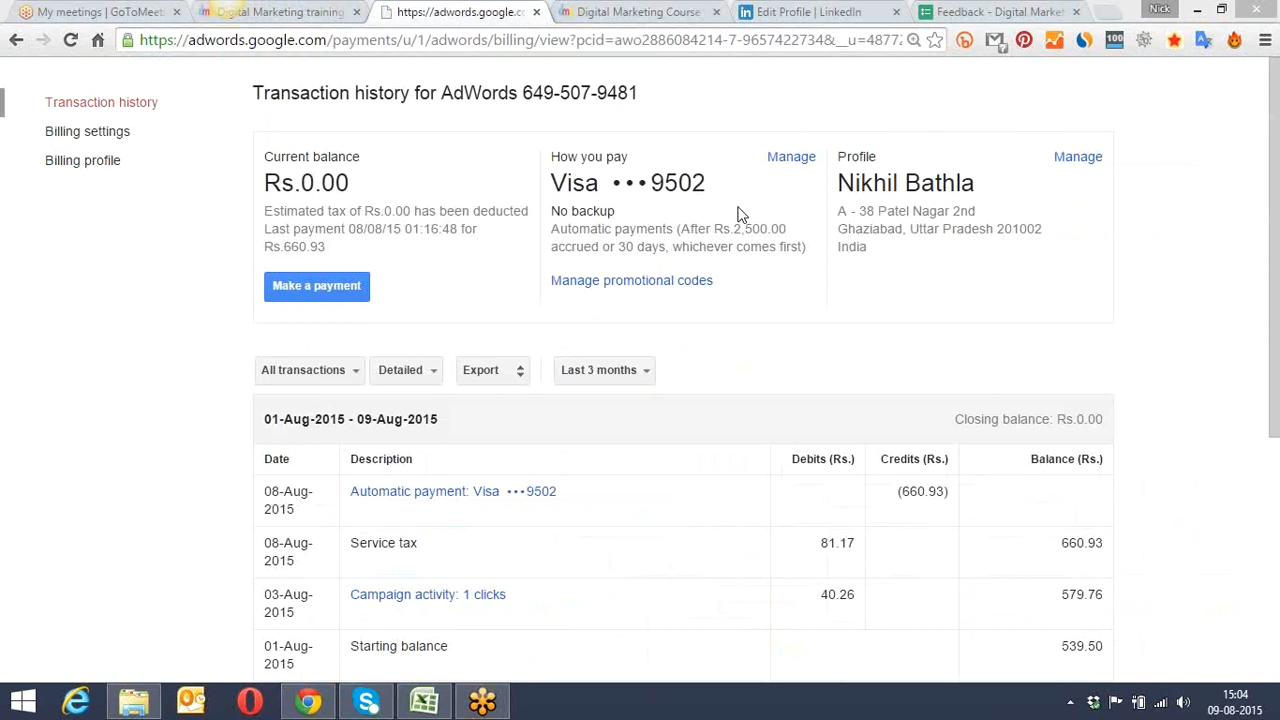 My meetings | GoToMeeti
Digital Marketing training
https://adwords.google.co
Digital Marketing Course
Edit Profile | LinkedIn
Feedback - Digital Market
Nick
https://adwords.google.com/payments/u1/adwords/billing/view?pcid=awo2886084214-7-9657422734&__u=4877
100
Transaction history
Billing settings
Billing profile
Transaction history for AdWords 649-507-9481
Current balance
Rs.0.00
Estimated tax of Rs.0.00 has been deducted
Last payment 08/08/15 01:16:48 for
Rs.660.93
Make a payment
How you pay
Manage
Visa •••9502
No backup
Automatic payments (After Rs.2,500.00
accrued or 30 days, whichever comes first)
Manage promotional codes
Profile
Manage
Nikhil Bathla
A - 38 Patel Nagar 2nd
Ghaziabad, Uttar Pradesh 201002
India
All transactions
Detailed
Export
Last 3 months
01-Aug-2015 - 09-Aug-2015
Closing balance: Rs.0.00
Date Description Debits (Rs.) Credits (Rs.) Balance (Rs.)
08-Aug-
2015
Automatic payment: Visa •••9502
(660.93)
08-Aug-
2015
Service tax
81.17
660.93
03-Aug-
2015
Campaign activity: 1 clicks
40.26
579.76
01-Aug-
2015
Starting balance
539.50
15:04
09-08-2015